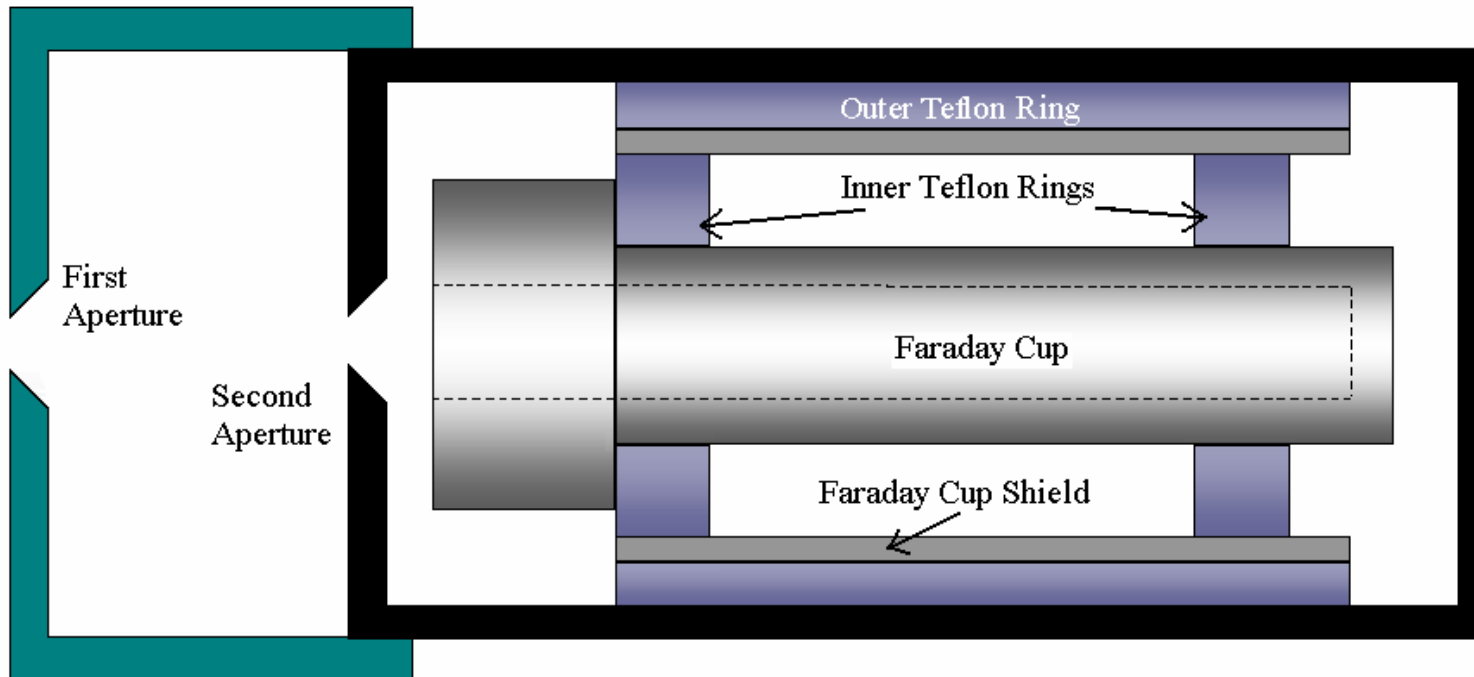 Outer Teflon Ring
Inner Teflon Rings
First
Aperture
Faraday Cup
Second
Aperture
Faraday Cup Shield